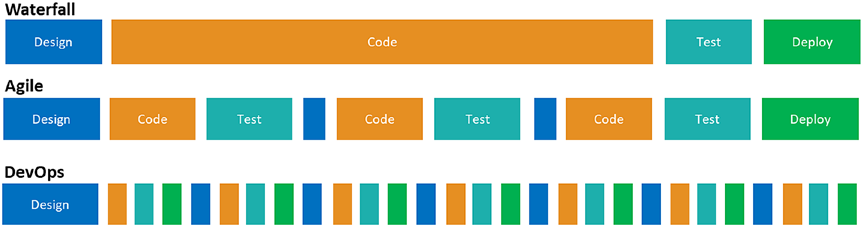 Waterfall
Design Code Test Deploy
Agile
Design Code Test Code Test Code Test Deploy
DevOps
Design